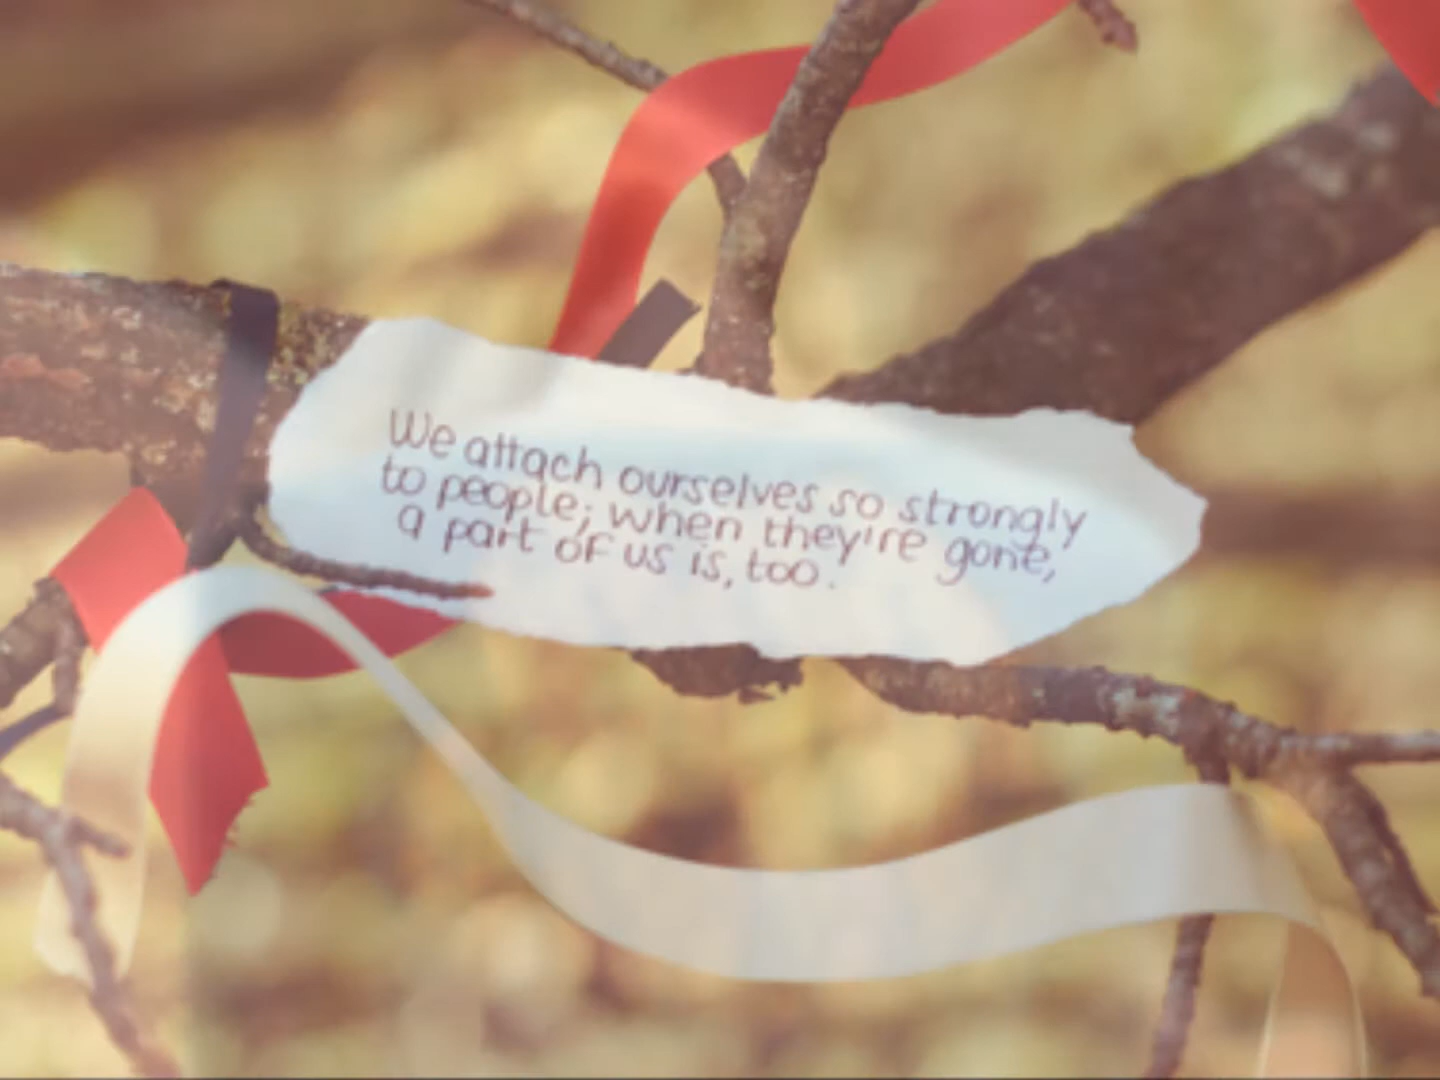 We attach ourselves so strongly
to people; when they're gone,
a part of us is, too.